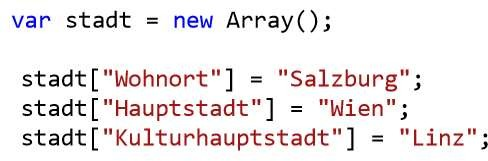 var stadt = new Array();
stadt["Wohnort"] = "Salzburg";
stadt["Hauptstadt"] = "Wien";
stadt["Kulturhauptstadt"] = "Linz";